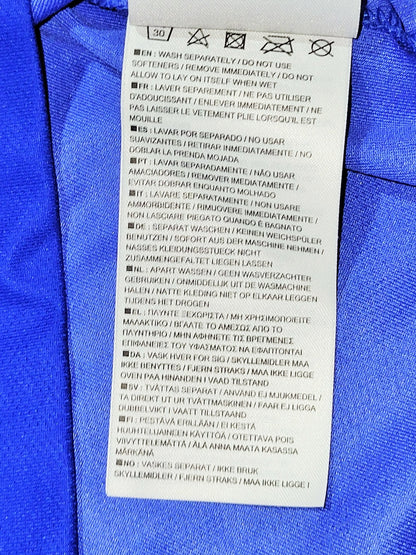 30
■ EN : WASH SEPARATELY / DO NOT USE
SOFTENERS / REMOVE IMMEDIATELY / DO NOT
ALLOW TO LAY ON ITSELF WHEN WET
■ FR : LAVER SEPAREMENT / NE PAS UTILISER
D'ADOUCISSANT / ENLEVER IMMEDIATEMENT / NE
PAS LAISSER LE VETEMENT PLIE LORSQU'IL EST
MOUILLE
■ ES : LAVAR POR SEPARADO / NO USAR
SUAVIZANTES / RETIRAR INMEDIATAMENTE / NO
DOBLAR LA PRENDA MOJADA
■ PT : LAVAR SEPARADAMENTE / NÃO USAR
AMACIADORES / REMOVER IMEDIATAMENTE /
EVITAR DOBRAR ENQUANTO MOLHADO
■ IT : LAVARE SEPARATAMENTE / NON USARE
AMMORBIDENTE / RIMUOVERE IMMEDIATAMENTE /
NON LASCIARE PIEGATO QUANDO È BAGNATO
■ DE : SEPARAT WASCHEN / KEINEN WEICHSPÜLER
BENUTZEN / SOFORT AUS DER MASCHINE NEHMEN /
NASSES KLEIDUNGSSTUECK NICHT
ZUSAMMENGEFALTET LIEGEN LASSEN
■ NL : APART WASSEN / GEEN WASVERZACHTER
GEBRUIKEN / ONMIDDELLIJK UIT DE WASMACHINE
HALEN / NATTE KLEDING NIET OP ELKAAR LEGGEN
TIJDENS HET DROGEN
■ EL : ΠΛΥΝΤΕ ΞΕΧΩΡΙΣΤΑ / ΜΗ ΧΡΗΣΙΜΟΠΟΙΕΙΤΕ
ΜΑΛΑΚΤΙΚΟ / ΒΓΑΛΤΕ ΤΟ ΑΜΕΣΩΣ ΑΠΟ ΤΟ
ΠΛΥΝΤΗΡΙΟ / ΜΗΝ ΑΦΗΝΕΤΕ ΤΙΣ ΒΡΕΓΜΕΝΕΣ
ΕΠΙΦΑΝΕΙΕΣ ΤΟΥ ΥΦΑΣΜΑΤΟΣ ΝΑ ΕΦΑΠΤΟΝΤΑΙ
■ DA : VASK HVER FOR SIG / SKYLLEMIDLER MAA
IKKE BENYTTES / FJERN STRAKS / MAA IKKE LIGGE
OVEN PAA HINANDEN I VAAD TILSTAND
■ SV : TVÄTTAS SEPARAT / ANVÄND EJ MJUKMEDEL /
TA DIREKT UR TVÄTTMASKINEN / FAAR EJ LIGGA
DUBBELVIKT I VAATT TILLSTAAND
■ FI : PESTÄVÄ ERILLÄÄN / EI KESTÄ
HUUHTELUAINEEN KÄYTTÖÄ / OTETTAVA POIS
VIIVYTTELEMÄTTÄ / ÄLÄ ANNA MAATA KASASSA
MÄRKÄNÄ
■ NO : VASKES SEPARAT / IKKE BRUK
SKYLLEMIDLER / FJERN STRAKS / MAA IKKE LIGGE I